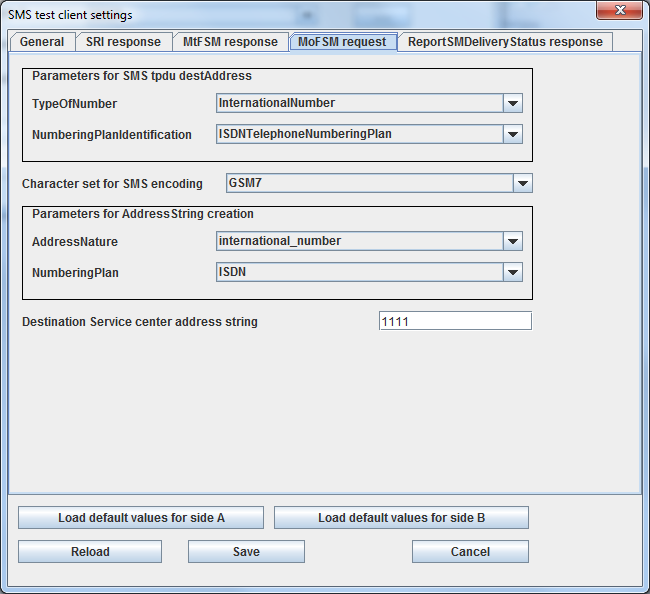 SMS test client settings
General SRI response MtFSM response MoFSM request ReportSMDeliveryStatus response
Parameters for SMS tpdu destAddress
TypeOfNumber InternationalNumber
NumberingPlanIdentification ISDNTelephoneNumberingPlan
Character set for SMS encoding GSM7
Parameters for AddressString creation
AddressNature international_number
NumberingPlan ISDN
Destination Service center address string 1111
Load default values for side A Load default values for side B
Reload Save Cancel